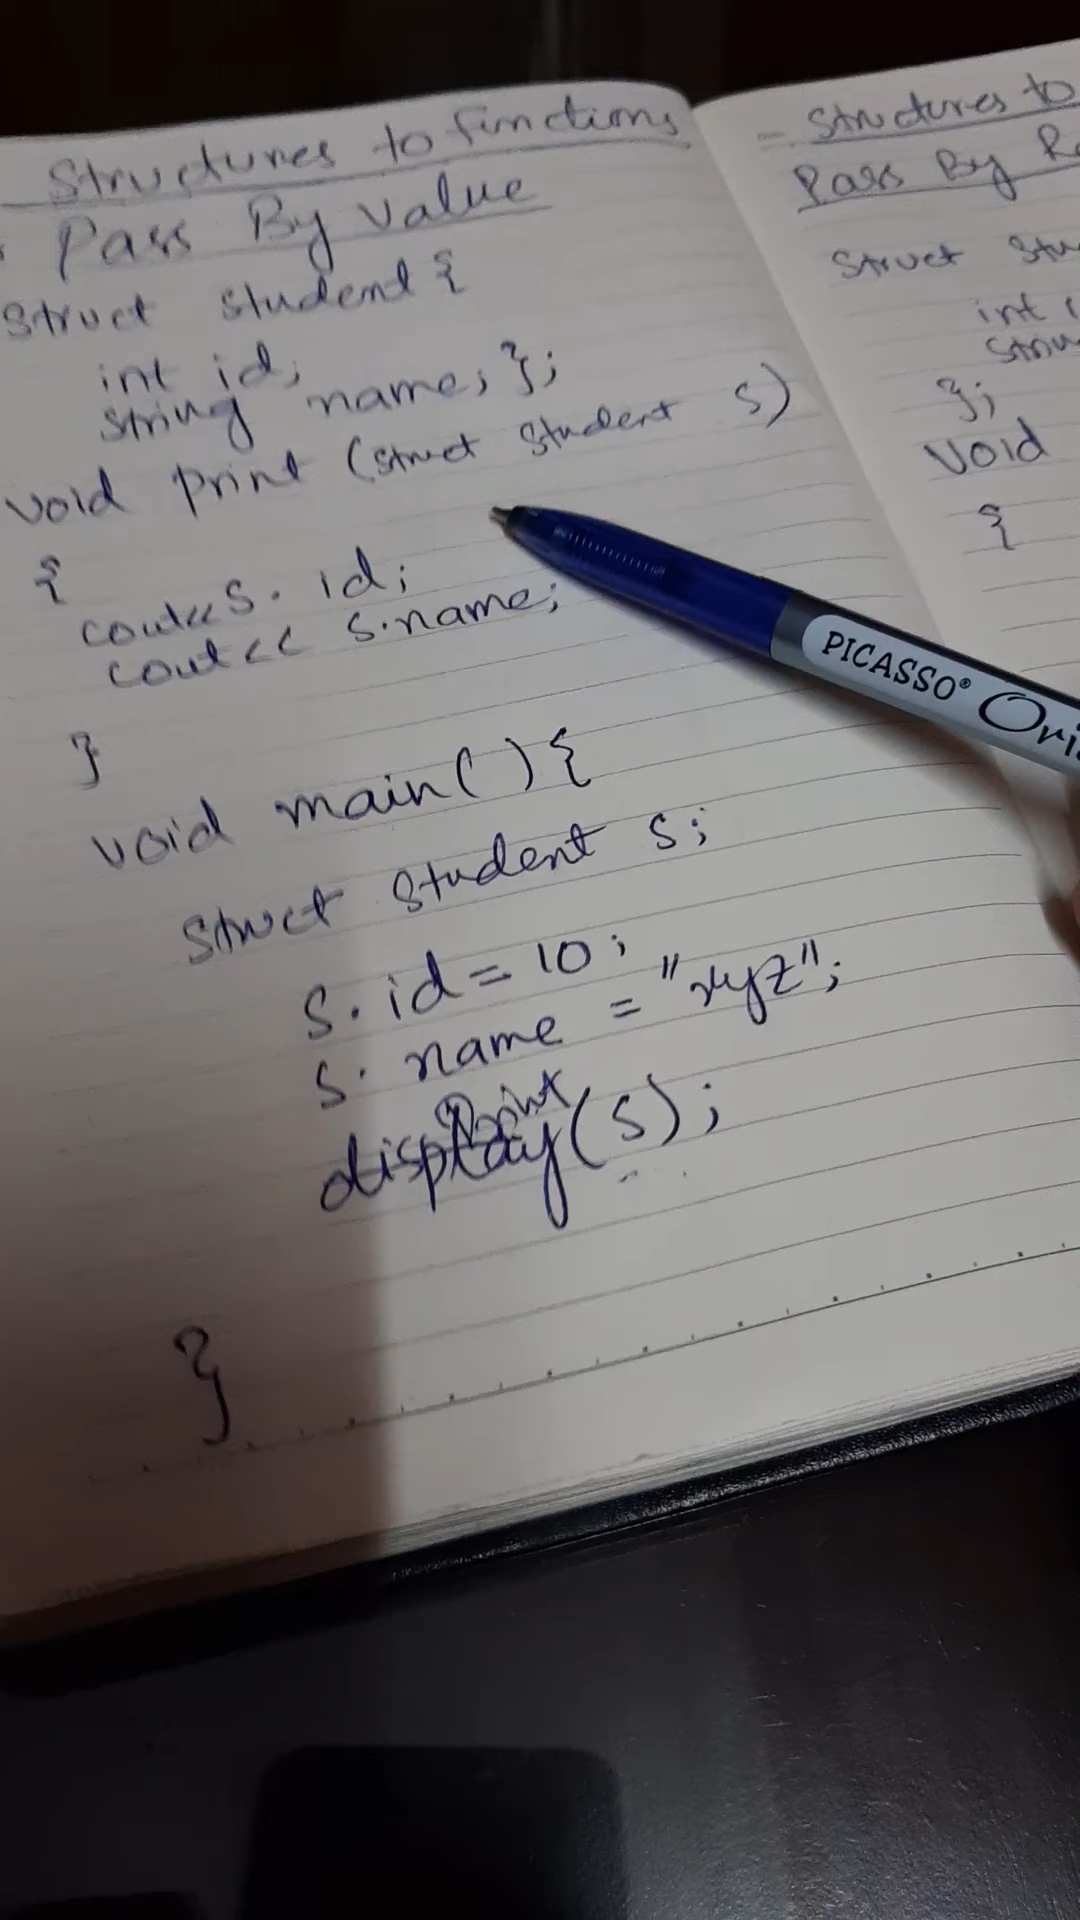 Structures to functions
Pass By value
struct student {
int id;
string name; };
void print (struct student s)
{
cout<< s. id;
cout << s.name;
}
void main( ) {
struct student s;
s. id = 10;
s. name = "xyz";
print
display(s);
}
- Structures to
Pass By
struct
int
};
void
{
PICASSO®